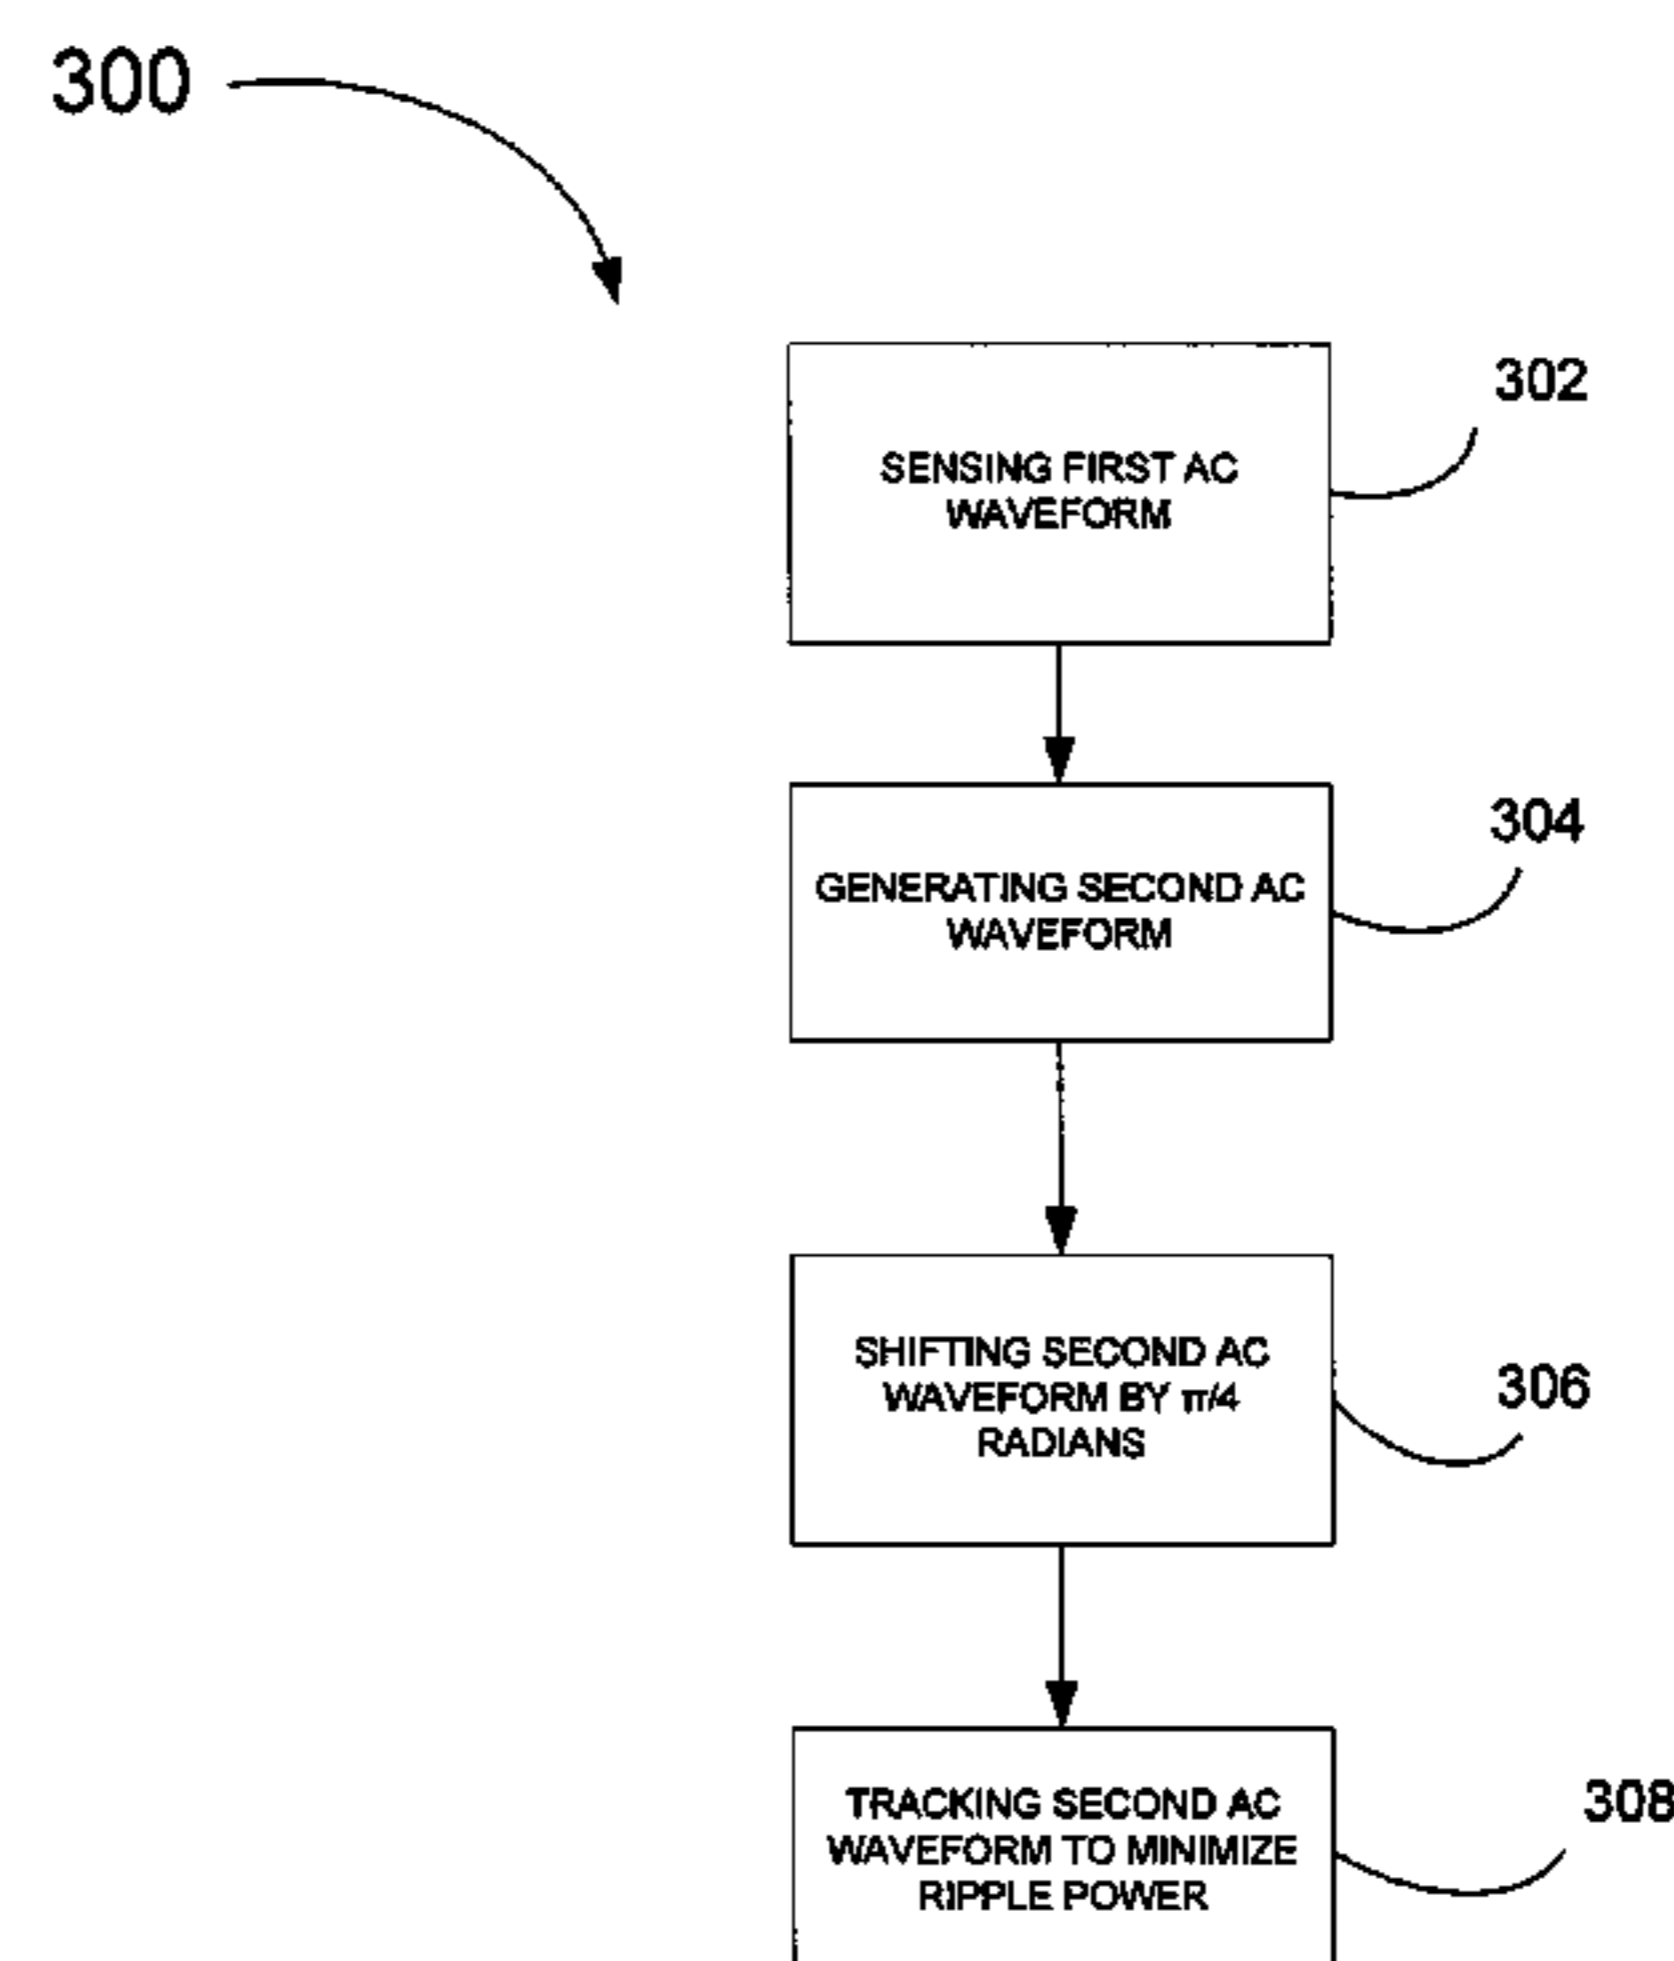 300
302
SENSING FIRST AC
WAVEFORM
304
GENERATING SECOND AC
WAVEFORM
306
SHIFTING SECOND AC
WAVEFORM BY π/4
RADIANS
308
TRACKING SECOND AC
WAVEFORM TO MINIMIZE
RIPPLE POWER